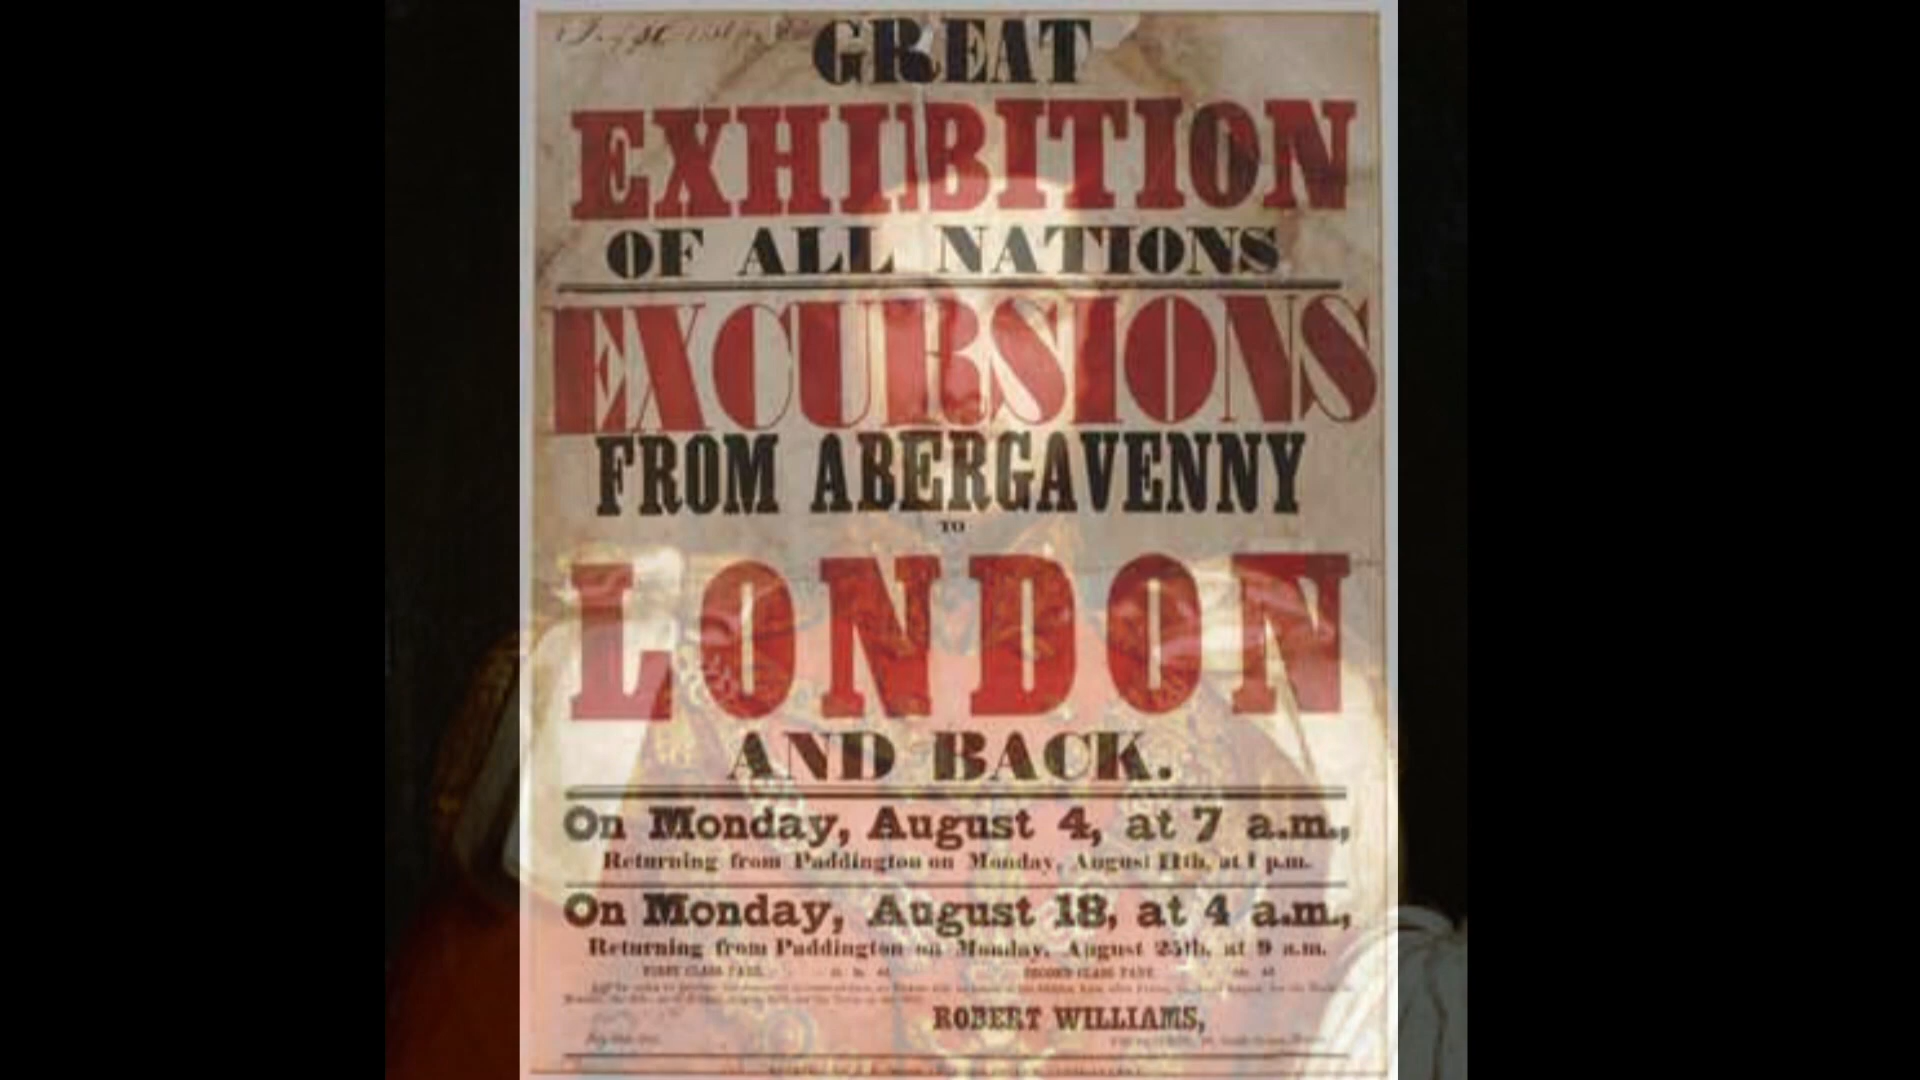 GREAT
EXHIBITION
OF ALL NATIONS
EXCURSIONS
FROM ABERGAVENNY
TO
LONDON
AND BACK.
On Monday, August 4, at 7 a.m.,
Returning from Paddington on Monday, August 11th, at 1 p.m.
On Monday, August 18, at 4 a.m.,
Returning from Paddington on Monday, August 25th, at 9 a.m.
FIRST CLASS FARE SECOND CLASS FARE
ROBERT WILLIAMS,